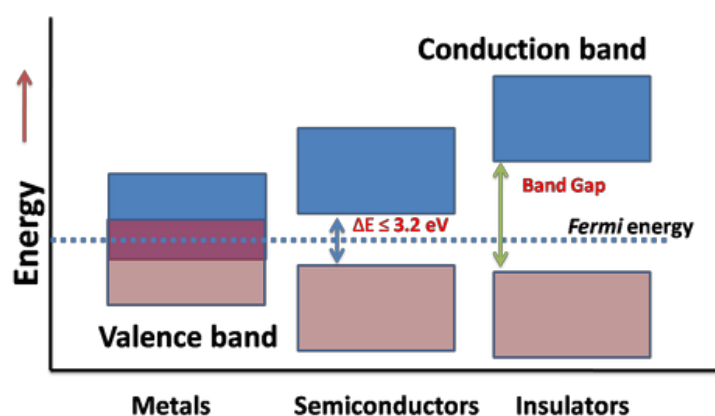 Conduction band
Band Gap
ΔE ≤ 3.2 eV
Fermi energy
Energy
Valence band
Metals
Semiconductors
Insulators